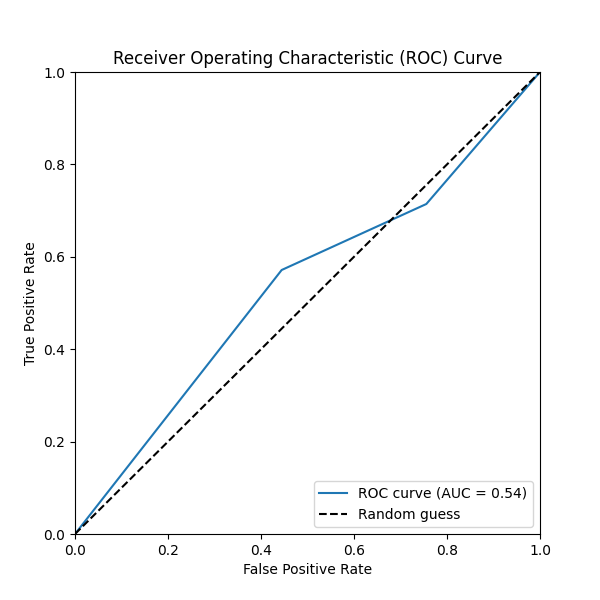 Receiver Operating Characteristic (ROC) Curve
1.0
0.8
0.6
0.4
0.2
0.0
True Positive Rate
ROC curve (AUC = 0.54)
Random guess
0.0 0.2 0.4 0.6 0.8 1.0
False Positive Rate